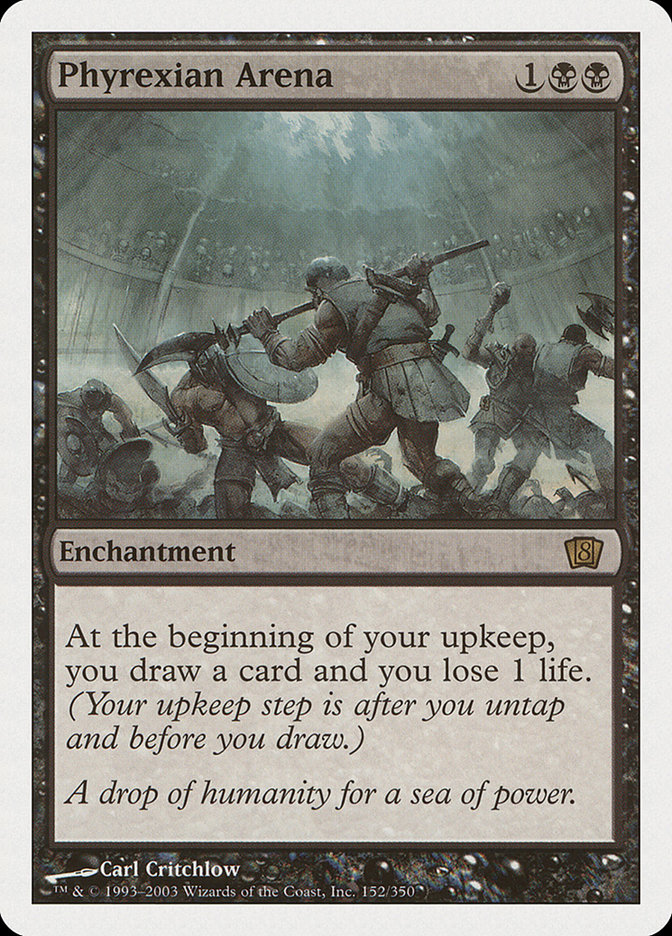 Phyrexian Arena 1
Enchantment 8
At the beginning of your upkeep,
you draw a card and you lose 1 life.
(Your upkeep step is after you untap
and before you draw.)
A drop of humanity for a sea of power.
Carl Critchlow
™ & © 1993–2003 Wizards of the Coast, Inc. 152/350